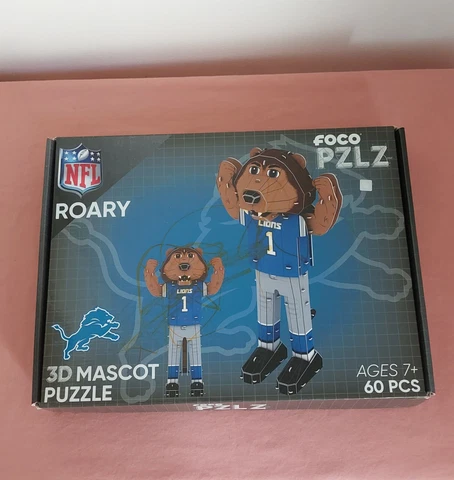 NFL
ROARY
FOCO
PZLZ
LIONS
1
LIONS
1
3D MASCOT
PUZZLE
AGES 7+
60 PCS
PZLZ